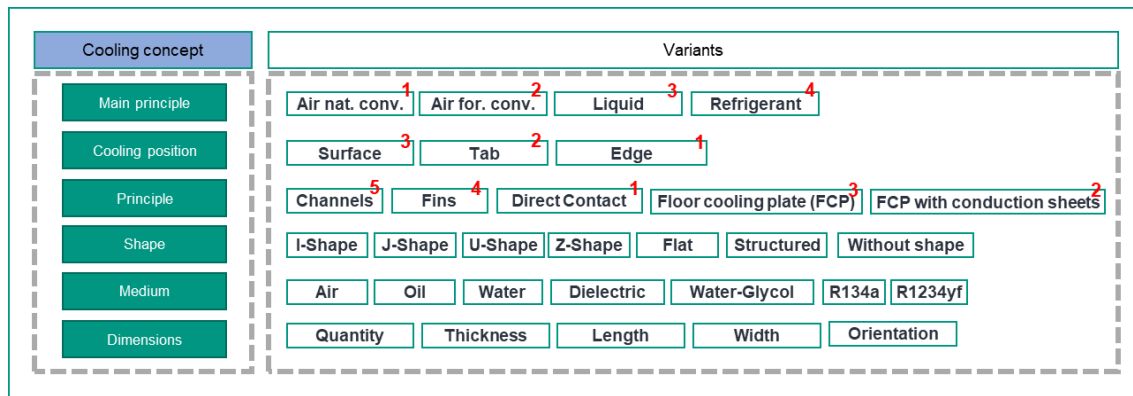 Cooling concept Variants
Main principle Air nat. conv. 1 Air for. conv. 2 Liquid 3 Refrigerant 4
Cooling position Surface 3 Tab 2 Edge 1
Principle Channels 5 Fins 4 Direct Contact 1 Floor cooling plate (FCP) 3 FCP with conduction sheets 2
Shape I-Shape J-Shape U-Shape Z-Shape Flat Structured Without shape
Medium Air Oil Water Dielectric Water-Glycol R134a R1234yf
Dimensions Quantity Thickness Length Width Orientation